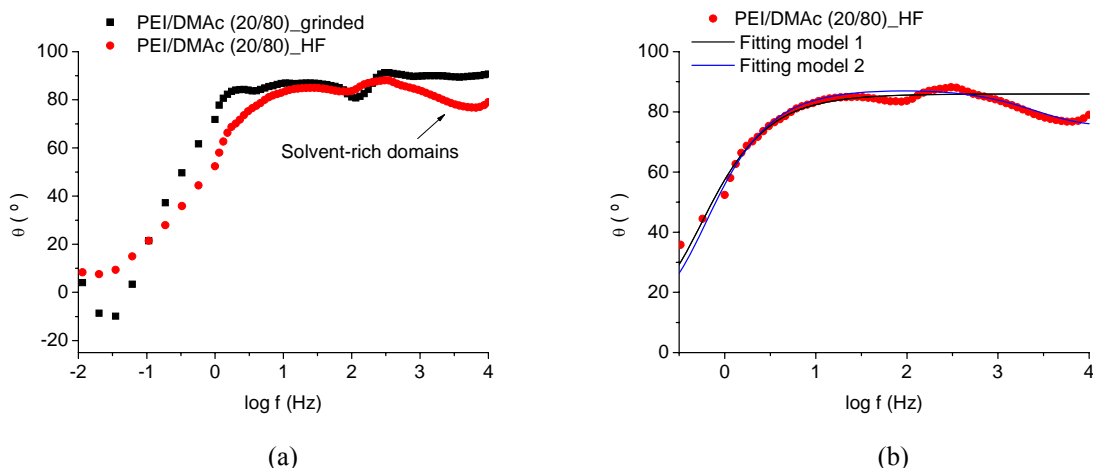 PEI/DMAc (20/80)_grinded
PEI/DMAc (20/80)_HF
100
80
60
40
20
0
-20
θ ( º )
Solvent-rich domains
-2
-1
0
1
2
3
4
log f (Hz)
(a)
PEI/DMAc (20/80)_HF
Fitting model 1
Fitting model 2
100
80
60
40
20
0
θ ( º )
0
1
2
3
4
log f (Hz)
(b)